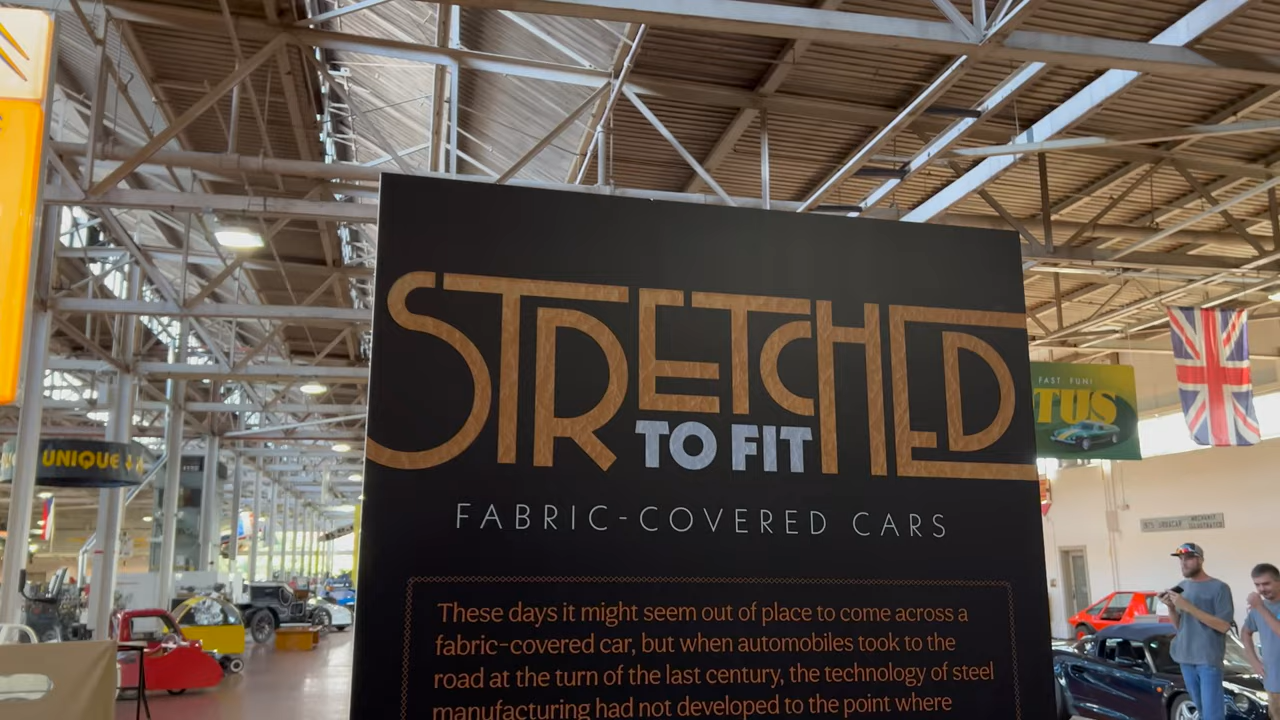 STRETCHED
TO FIT
FABRIC-COVERED CARS
These days it might seem out of place to come across a
fabric-covered car, but when automobiles took to the
road at the turn of the last century, the technology of steel
manufacturing had not developed to the point where
UNIQUE
FAST FUN!
TUS